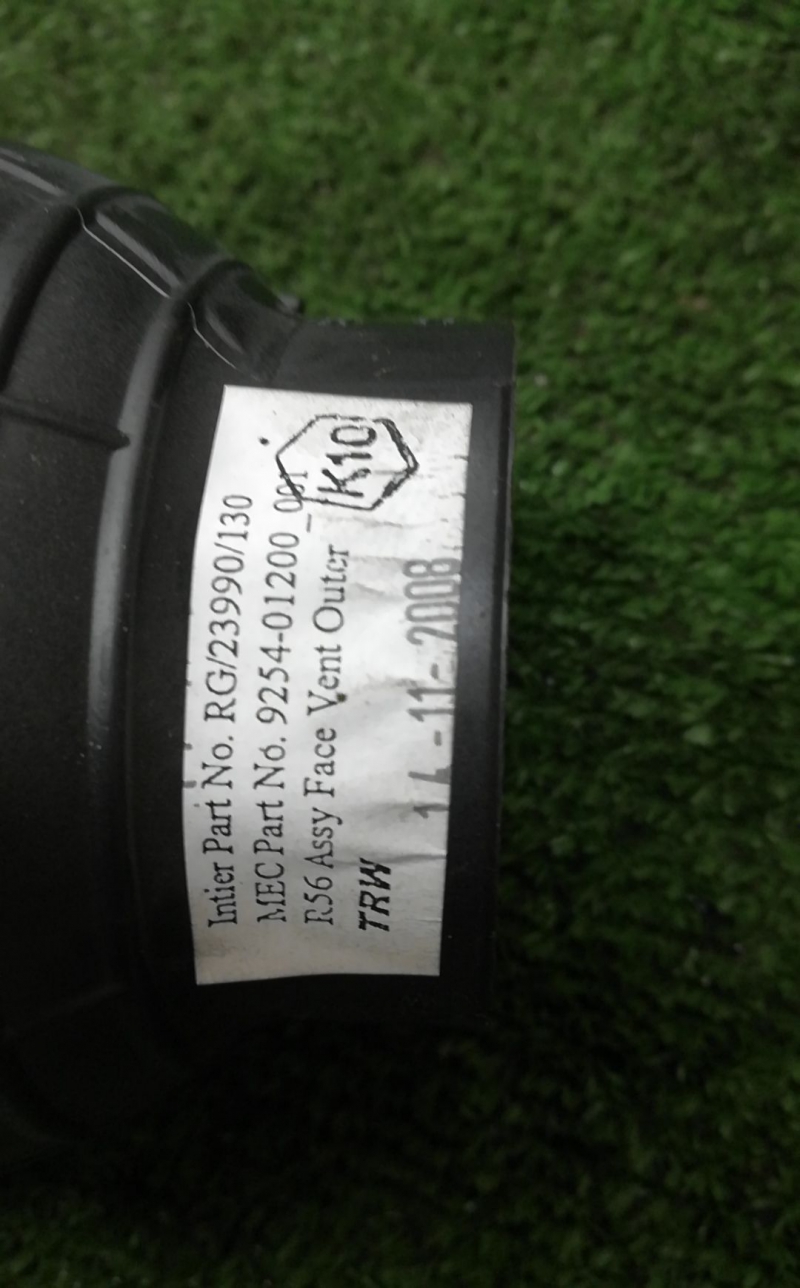 Intier Part No. RG/23990/130
MEC Part No. 9254-01200_001
R56 Assy Face Vent Outer
TRW
14-11-2008
K10